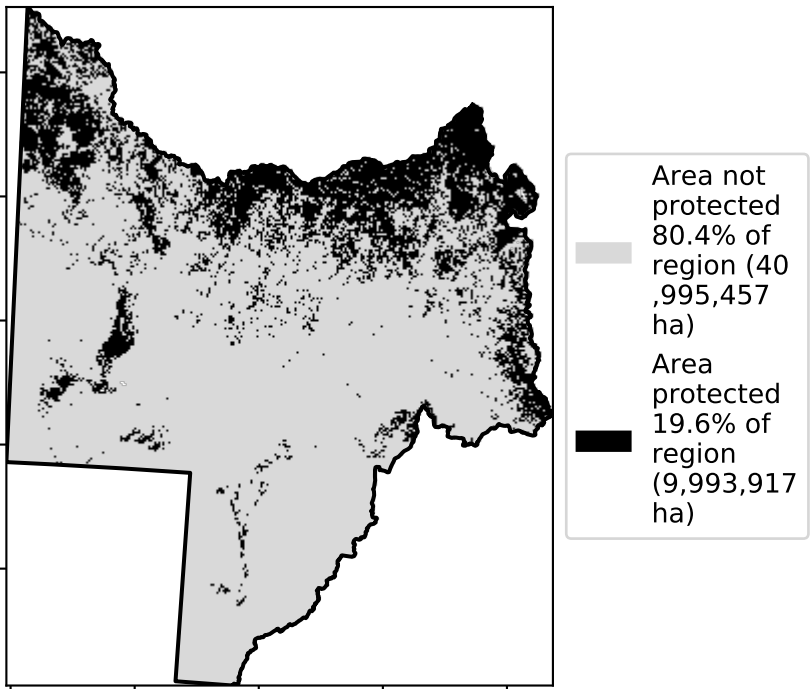 Area not
protected
80.4% of
region (40
,995,457
ha)
Area
protected
19.6% of
region
(9,993,917
ha)